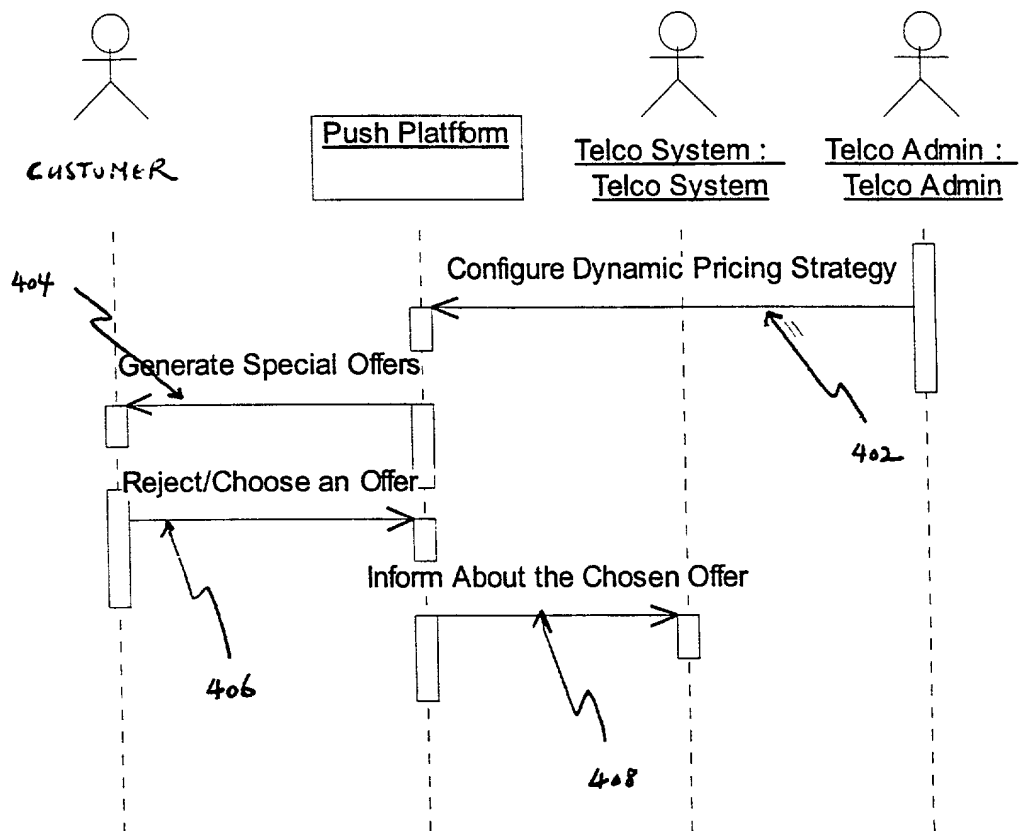 CUSTUMER
Push Platfform
Telco System :
Telco System
Telco Admin :
Telco Admin
Configure Dynamic Pricing Strategy
404
Generate Special Offers
402
Reject/Choose an Offer
Inform About the Chosen Offer
406
408